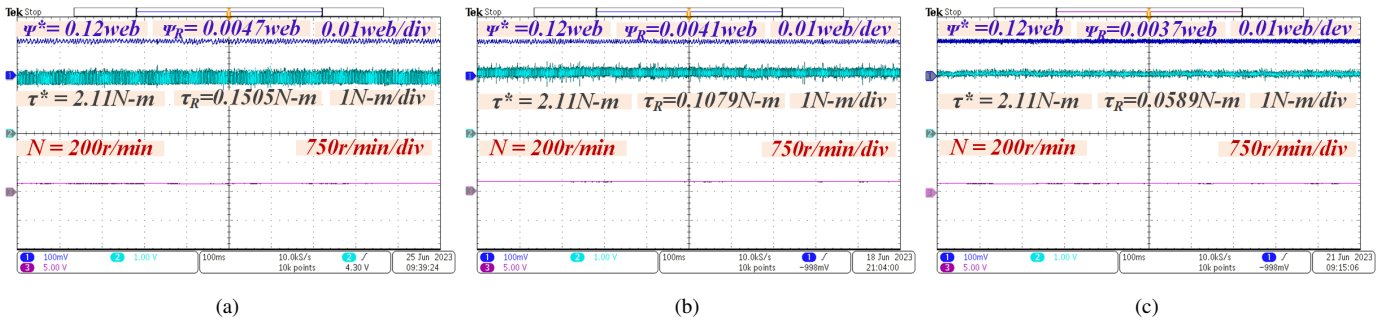 Tek Stop
Ψ* = 0.12web ΨR = 0.0047web 0.01web/div
τ* = 2.11N-m τR=0.1505N-m 1N-m/div
N = 200r/min 750r/min/div
1 100mV 2 1.00 V 100ms 10.0kS/s 2 25 Jun 2023
3 5.00 V 10k points 4.30 V 09:39:24
(a)
Tek Stop
Ψ* =0.12web ΨR = 0.0041web 0.01web/dev
τ* = 2.11N-m τR=0.1079N-m 1N-m/div
N = 200r/min 750r/min/div
1 100mV 2 1.00 V 100ms 10.0kS/s 1 18 Jun 2023
3 5.00 V 10k points -998mV 21:04:00
(b)
Tek Stop
Ψ* =0.12web ΨR = 0.0037web 0.01web/dev
τ* = 2.11N-m τR=0.0589N-m 1N-m/div
N = 200r/min 750r/min/div
1 100mV 2 1.00 V 100ms 10.0kS/s 1 21 Jun 2023
3 5.00 V 10k points -998mV 09:15:06
(c)